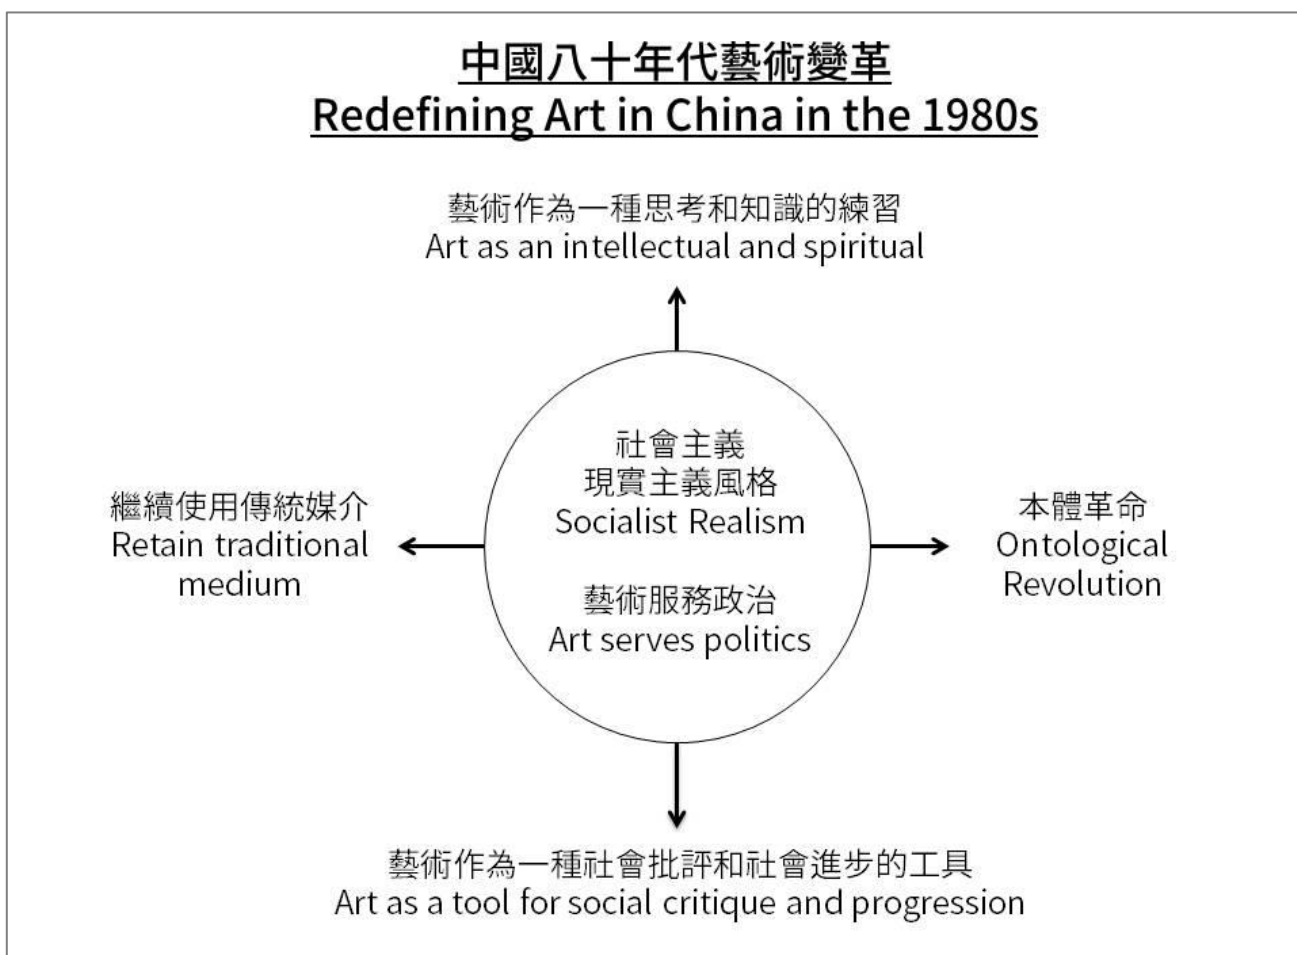 中國八十年代藝術變革
Redefining Art in China in the 1980s
藝術作為一種思考和知識的練習
Art as an intellectual and spiritual
社會主義
現實主義風格
Socialist Realism
藝術服務政治
Art serves politics
繼續使用傳統媒介
Retain traditional
medium
本體革命
Ontological
Revolution
藝術作為一種社會批評和社會進步的工具
Art as a tool for social critique and progression